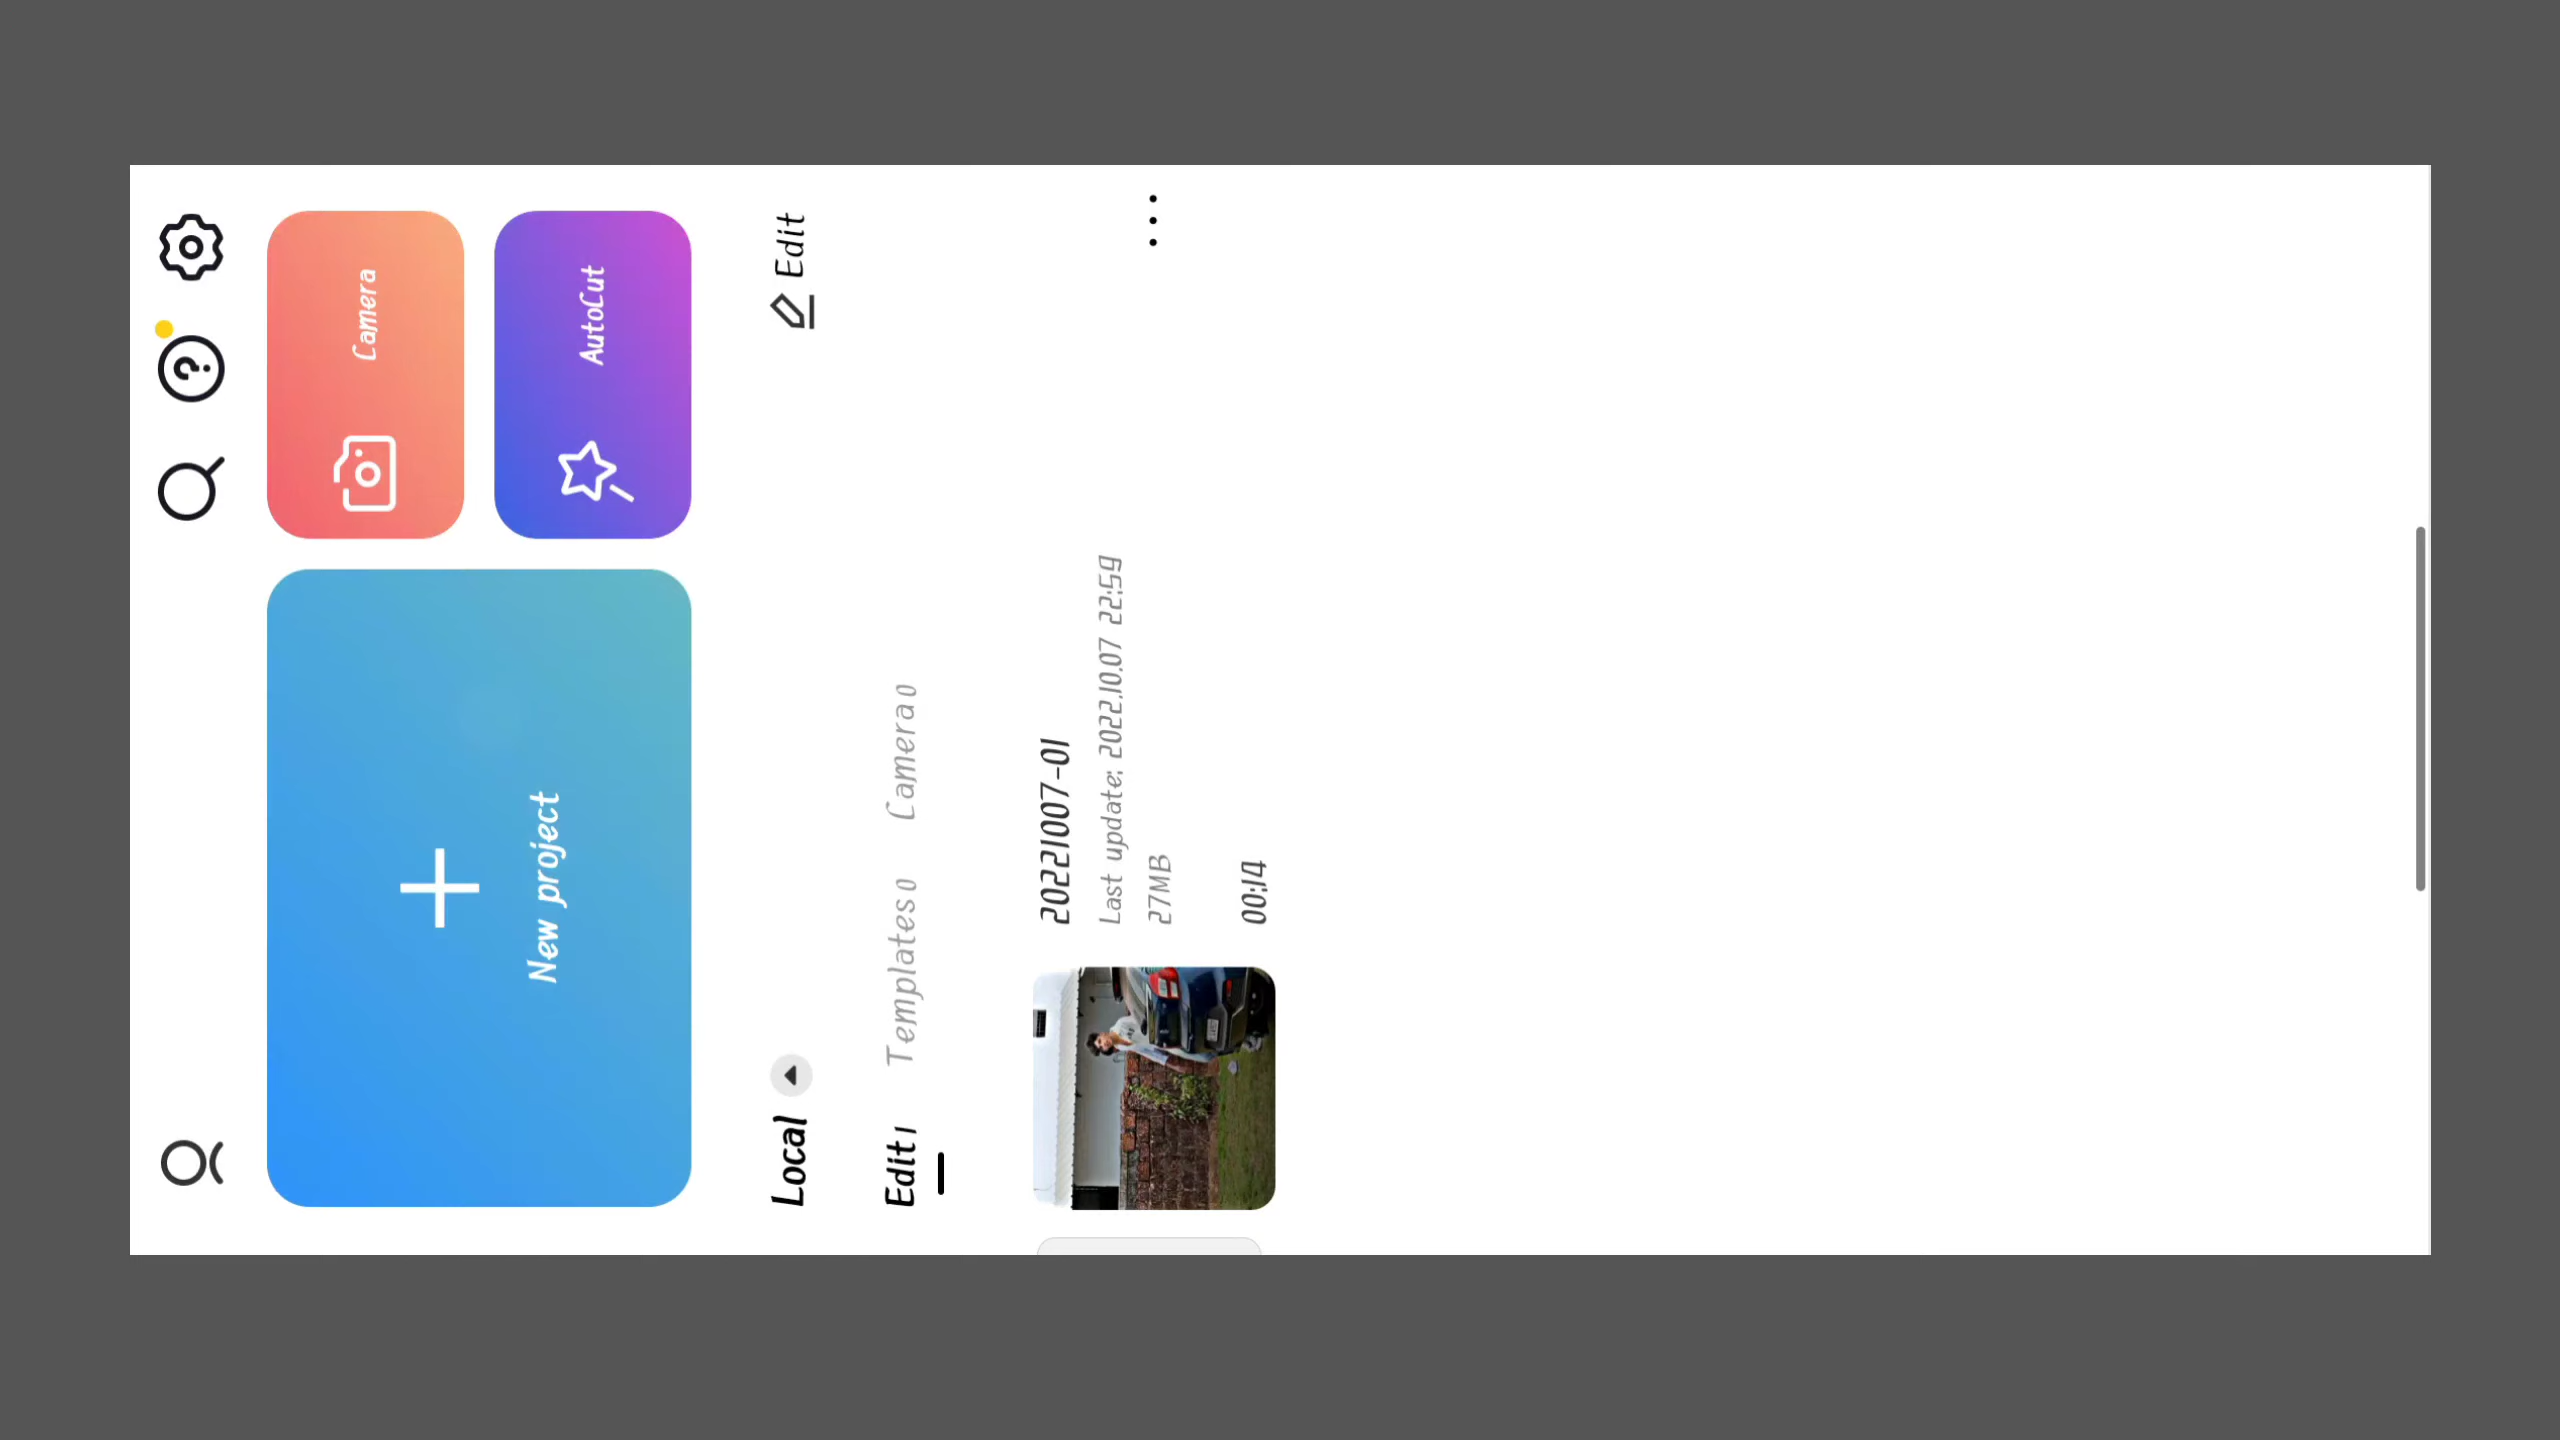 Camera
AutoCut
New project
Local
Edit
Edit 1
Templates 0
Camera 0
20221007-01
Last update: 2022.10.07 22:59
27MB
00:14